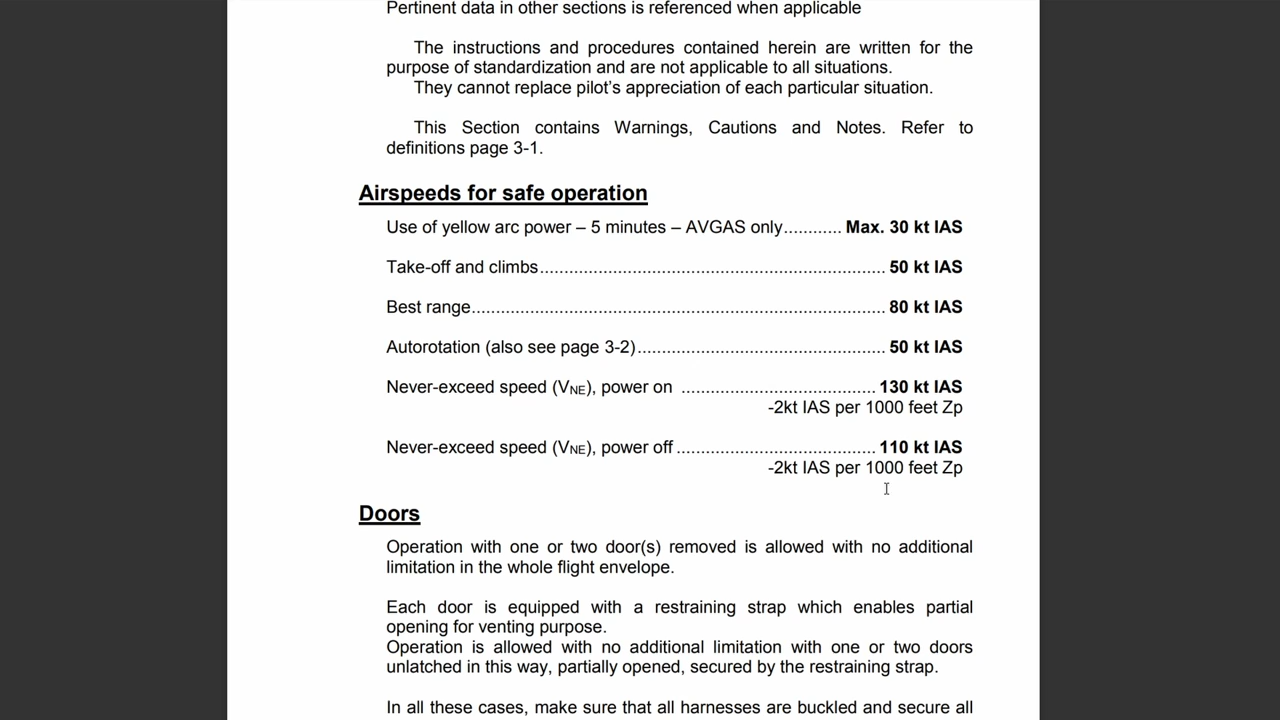 Pertinent data in other sections is referenced when applicable
The instructions and procedures contained herein are written for the
purpose of standardization and are not applicable to all situations.
They cannot replace pilot’s appreciation of each particular situation.
This Section contains Warnings, Cautions and Notes. Refer to
definitions page 3-1.
Airspeeds for safe operation
Use of yellow arc power – 5 minutes – AVGAS only............ Max. 30 kt IAS
Take-off and climbs...................................................................... 50 kt IAS
Best range.................................................................................... 80 kt IAS
Autorotation (also see page 3-2).................................................. 50 kt IAS
Never-exceed speed (VNE), power on ....................................... 130 kt IAS
-2kt IAS per 1000 feet Zp
Never-exceed speed (VNE), power off ........................................ 110 kt IAS
-2kt IAS per 1000 feet Zp
Doors
Operation with one or two door(s) removed is allowed with no additional
limitation in the whole flight envelope.
Each door is equipped with a restraining strap which enables partial
opening for venting purpose.
Operation is allowed with no additional limitation with one or two doors
unlatched in this way, partially opened, secured by the restraining strap.
In all these cases, make sure that all harnesses are buckled and secure all